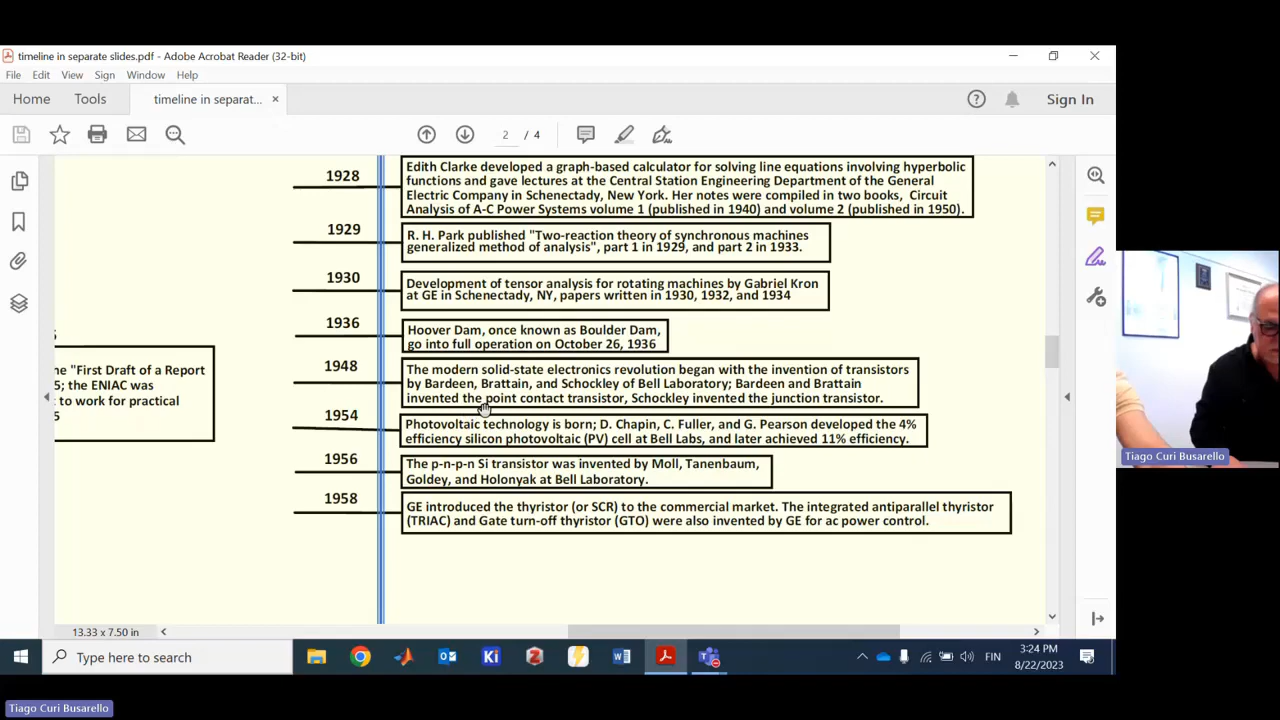 timeline in separate slides.pdf - Adobe Acrobat Reader (32-bit)
File Edit View Sign Window Help
Home Tools timeline in separat... × Sign In
2 / 4
1928
Edith Clarke developed a graph-based calculator for solving line equations involving hyperbolic
functions and gave lectures at the Central Station Engineering Department of the General
Electric Company in Schenectady, New York. Her notes were compiled in two books, Circuit
Analysis of A-C Power Systems volume 1 (published in 1940) and volume 2 (published in 1950).
1929
R. H. Park published "Two-reaction theory of synchronous machines
generalized method of analysis", part 1 in 1929, and part 2 in 1933.
1930
Development of tensor analysis for rotating machines by Gabriel Kron
at GE in Schenectady, NY, papers written in 1930, 1932, and 1934
1936
Hoover Dam, once known as Boulder Dam,
go into full operation on October 26, 1936
ne "First Draft of a Report
5; the ENIAC was
to work for practical
5
1948
The modern solid-state electronics revolution began with the invention of transistors
by Bardeen, Brattain, and Schockley of Bell Laboratory; Bardeen and Brattain
invented the point contact transistor, Schockley invented the junction transistor.
1954
Photovoltaic technology is born; D. Chapin, C. Fuller, and G. Pearson developed the 4%
efficiency silicon photovoltaic (PV) cell at Bell Labs, and later achieved 11% efficiency.
1956
The p-n-p-n Si transistor was invented by Moll, Tanenbaum,
Goldey, and Holonyak at Bell Laboratory.
1958
GE introduced the thyristor (or SCR) to the commercial market. The integrated antiparallel thyristor
(TRIAC) and Gate turn-off thyristor (GTO) were also invented by GE for ac power control.
13.33 x 7.50 in
Type here to search
Ki
FIN
3:24 PM
8/22/2023
Tiago Curi Busarello
Tiago Curi Busarello